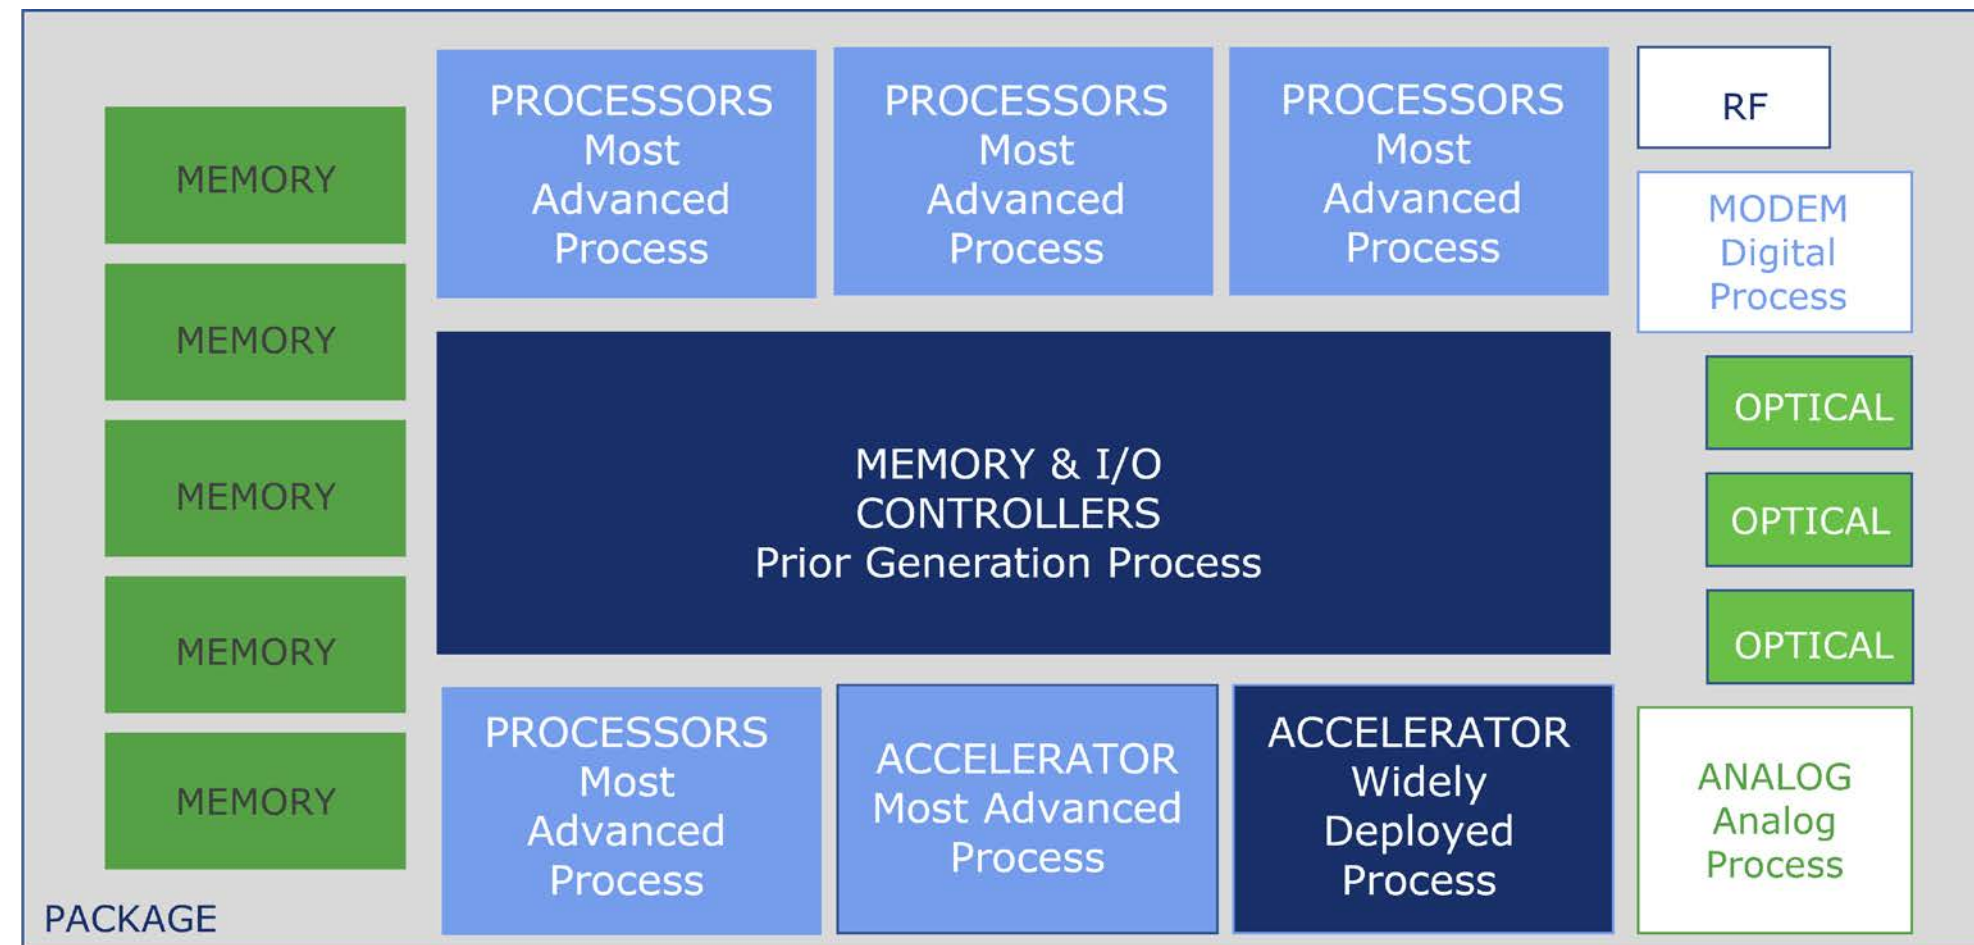 MEMORY
MEMORY
MEMORY
MEMORY
MEMORY
PROCESSORS
Most
Advanced
Process
PROCESSORS
Most
Advanced
Process
PROCESSORS
Most
Advanced
Process
MEMORY & I/O
CONTROLLERS
Prior Generation Process
PROCESSORS
Most
Advanced
Process
ACCELERATOR
Most Advanced
Process
ACCELERATOR
Widely
Deployed
Process
RF
MODEM
Digital
Process
OPTICAL
OPTICAL
OPTICAL
ANALOG
Analog
Process
PACKAGE